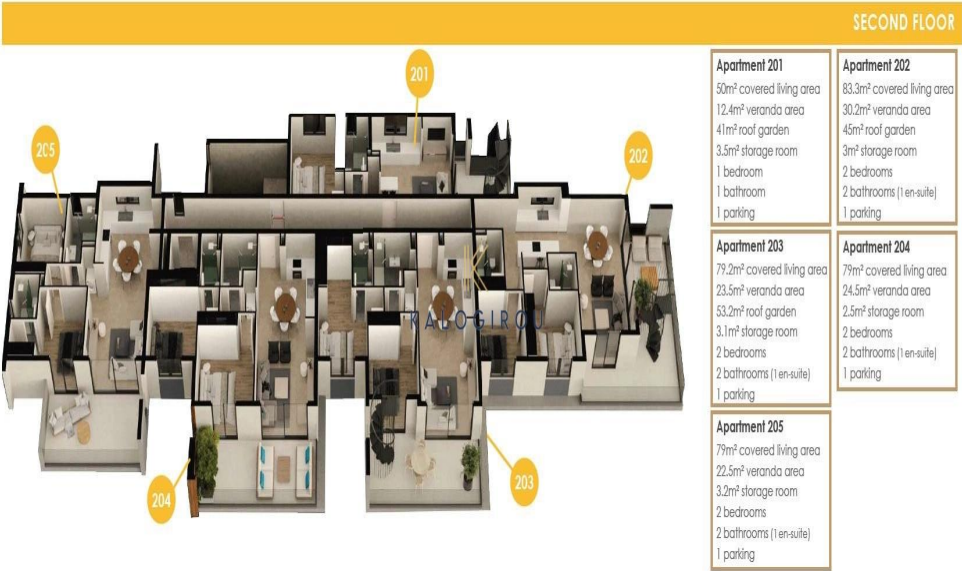 SECOND FLOOR
201
205
202
204
203
KALOGIROU
Apartment 201
50m² covered living area
12.4m² veranda area
41m² roof garden
3.5m² storage room
1 bedroom
1 bathroom
1 parking
Apartment 202
83.3m² covered living area
30.2m² veranda area
45m² roof garden
3m² storage room
2 bedrooms
2 bathrooms (1 en-suite)
1 parking
Apartment 203
79.2m² covered living area
23.5m² veranda area
53.2m² roof garden
3.1m² storage room
2 bedrooms
2 bathrooms (1 en-suite)
1 parking
Apartment 204
79m² covered living area
24.5m² veranda area
2.5m² storage room
2 bedrooms
2 bathrooms (1 en-suite)
1 parking
Apartment 205
79m² covered living area
22.5m² veranda area
3.2m² storage room
2 bedrooms
2 bathrooms (1 en-suite)
1 parking